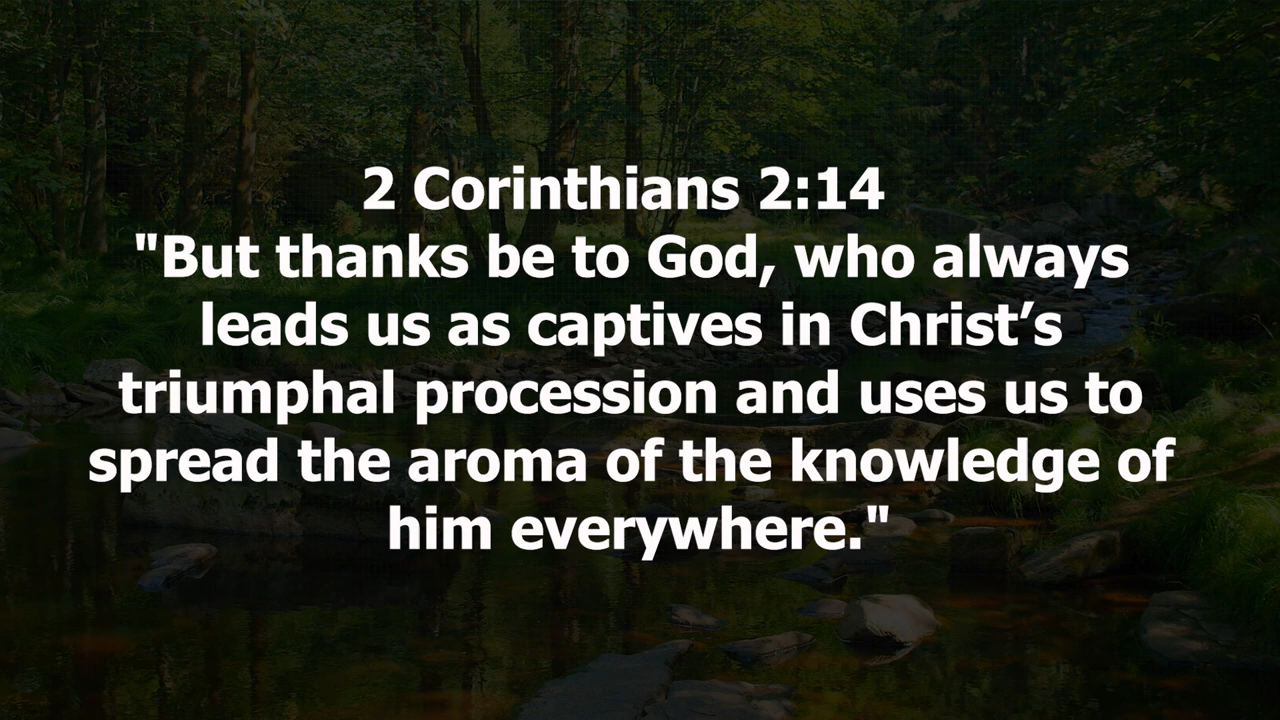 2 Corinthians 2:14
"But thanks be to God, who always
leads us as captives in Christ’s
triumphal procession and uses us to
spread the aroma of the knowledge of
him everywhere."